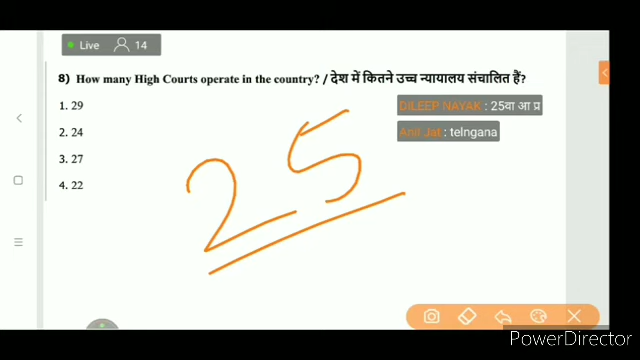 Live 14
8) How many High Courts operate in the country? / देश में कितने उच्च न्यायालय संचालित हैं?
1. 29
DILEEP NAYAK : 25वा आ प्र
2. 24
Anil Jat : telngana
3. 27
4. 22
25
PowerDirector